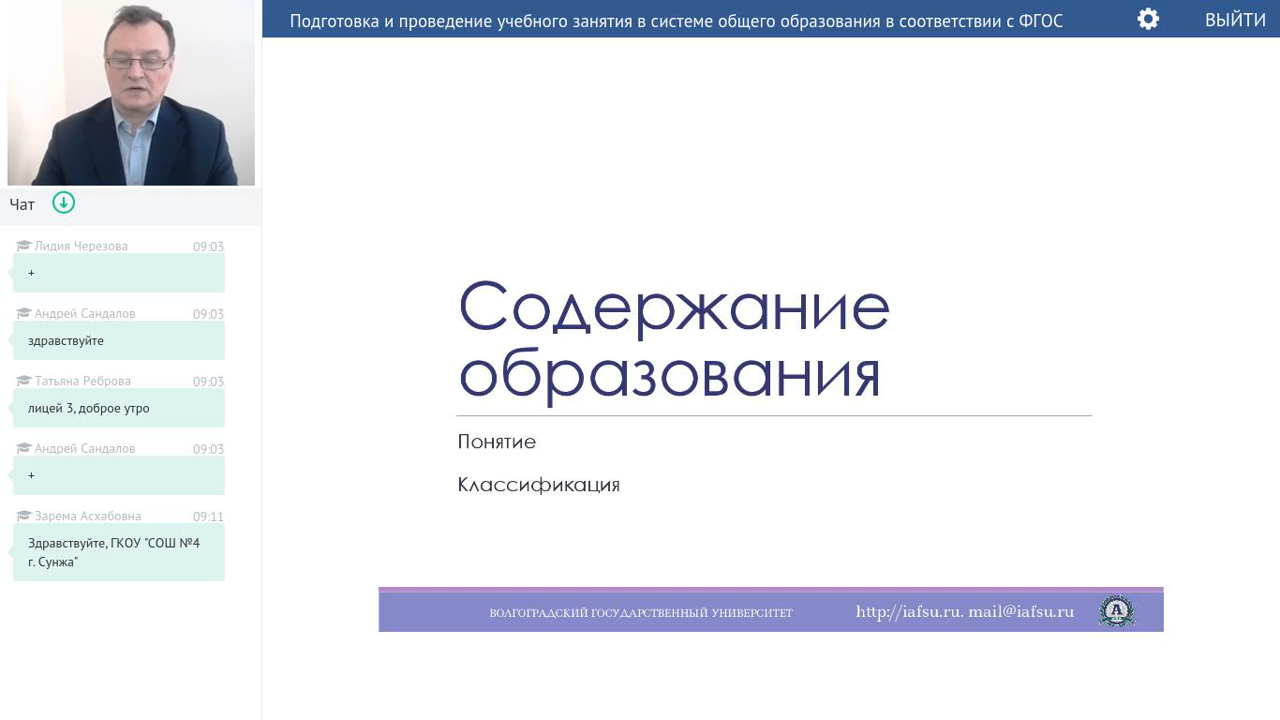 Подготовка и проведение учебного занятия в системе общего образования в соответствии с ФГОС
ВЫЙТИ
Чат
Лидия Черезова 09:03
+
Андрей Сандалов 09:03
здравствуйте
Татьяна Реброва 09:03
лицей 3, доброе утро
Андрей Сандалов 09:03
+
Зарема Асхабовна 09:11
Здравствуйте, ГКОУ "СОШ №4
г. Сунжа"
Содержание
образования
Понятие
Классификация
ВОЛГОГРАДСКИЙ ГОСУДАРСТВЕННЫЙ УНИВЕРСИТЕТ
http://iafsu.ru. mail@iafsu.ru